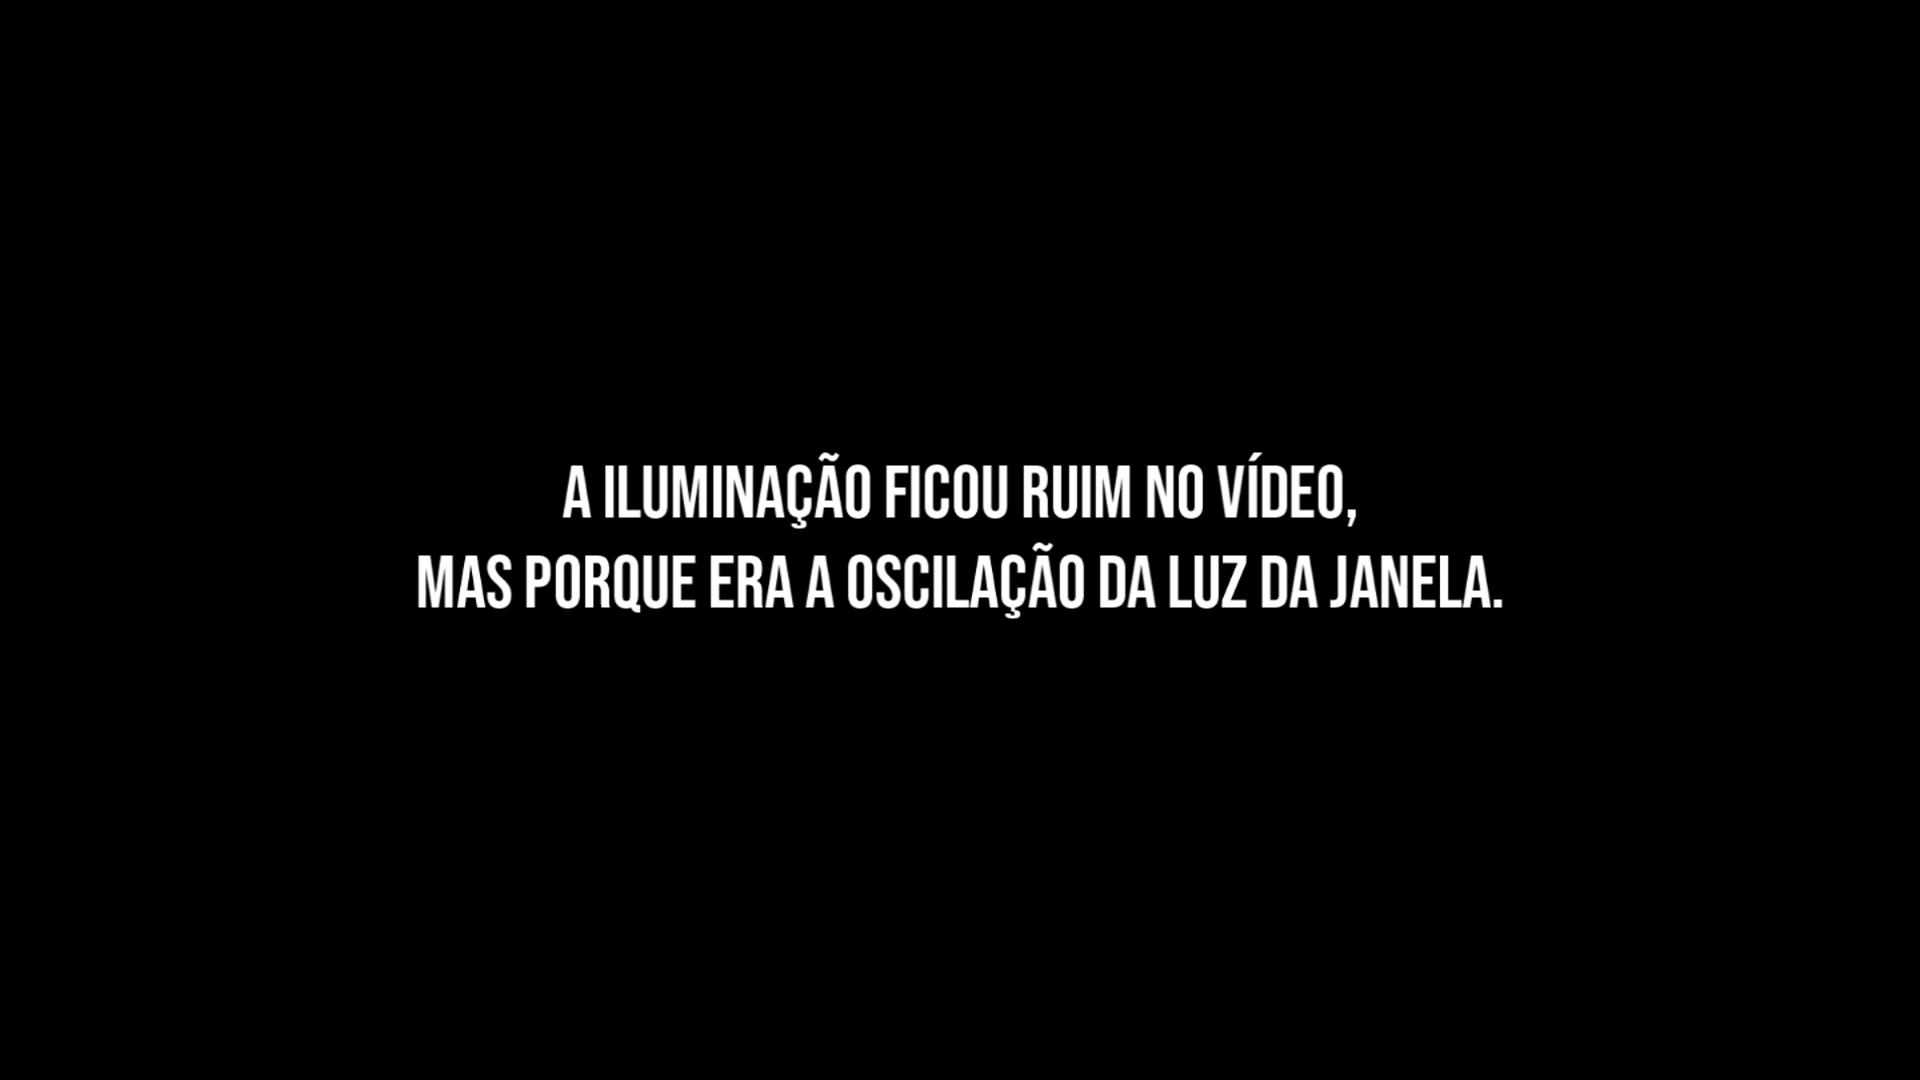 A ILUMINAÇÃO FICOU RUIM NO VÍDEO,
MAS PORQUE ERA A OSCILAÇÃO DA LUZ DA JANELA.